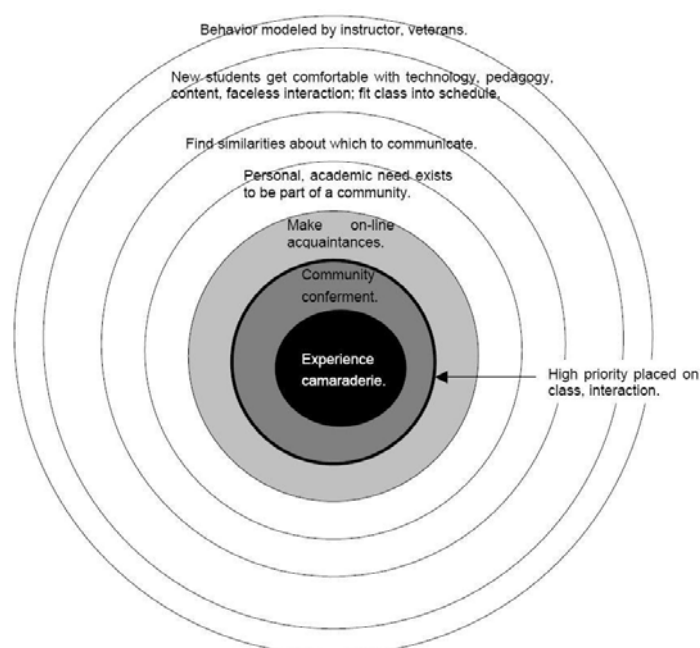 Behavior modeled by instructor, veterans.
New students get comfortable with technology, pedagogy,
content, faceless interaction; fit class into schedule.
Find similarities about which to communicate.
Personal, academic need exists
to be part of a community.
Make on-line
acquaintances.
Community
conferment.
Experience
camaraderie.
High priority placed on
class, interaction.